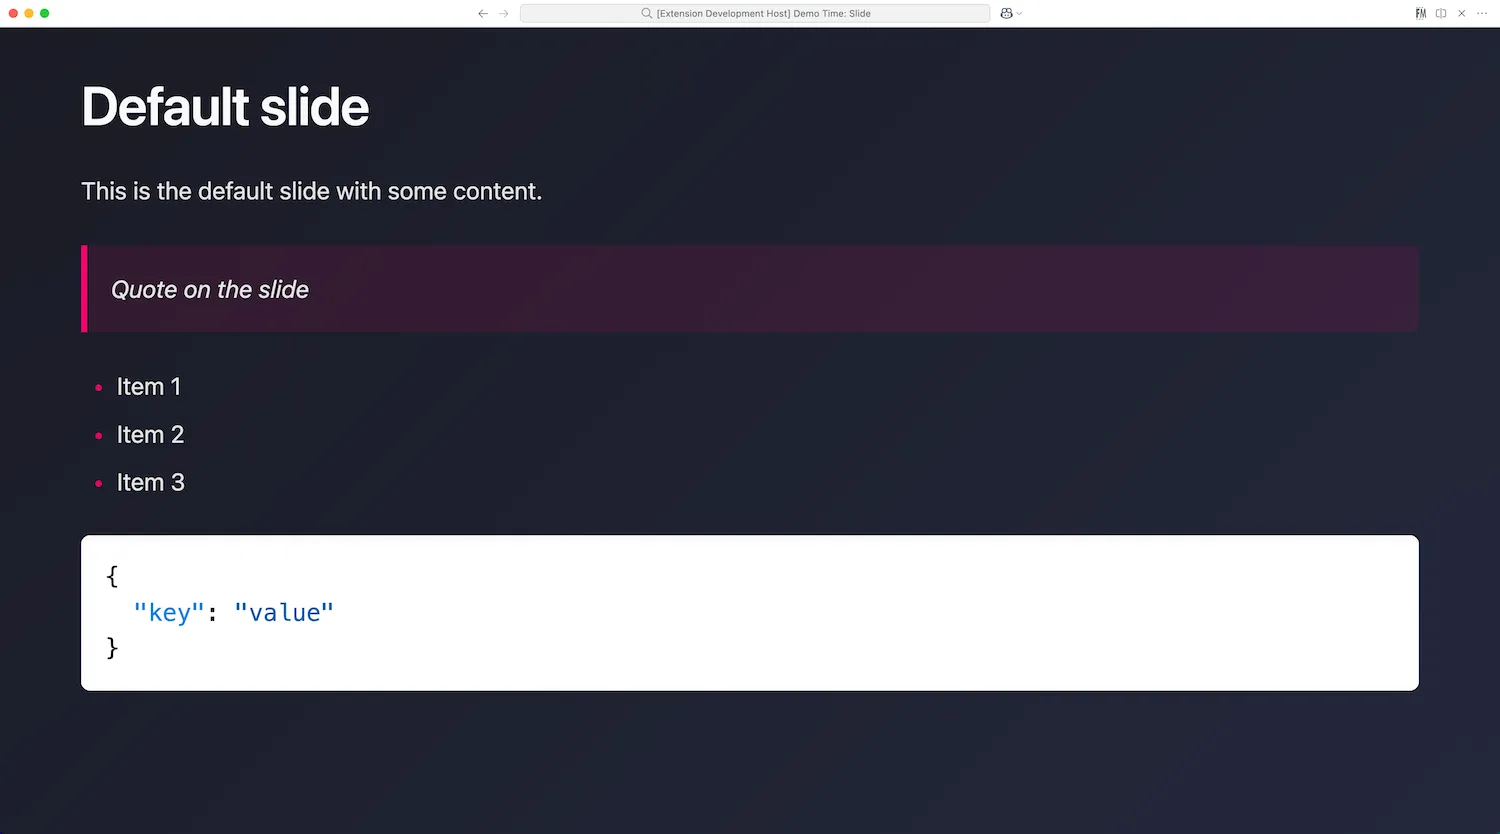 [Extension Development Host] Demo Time: Slide
FM
Default slide
This is the default slide with some content.
Quote on the slide
• Item 1
• Item 2
• Item 3
{
  "key": "value"
}